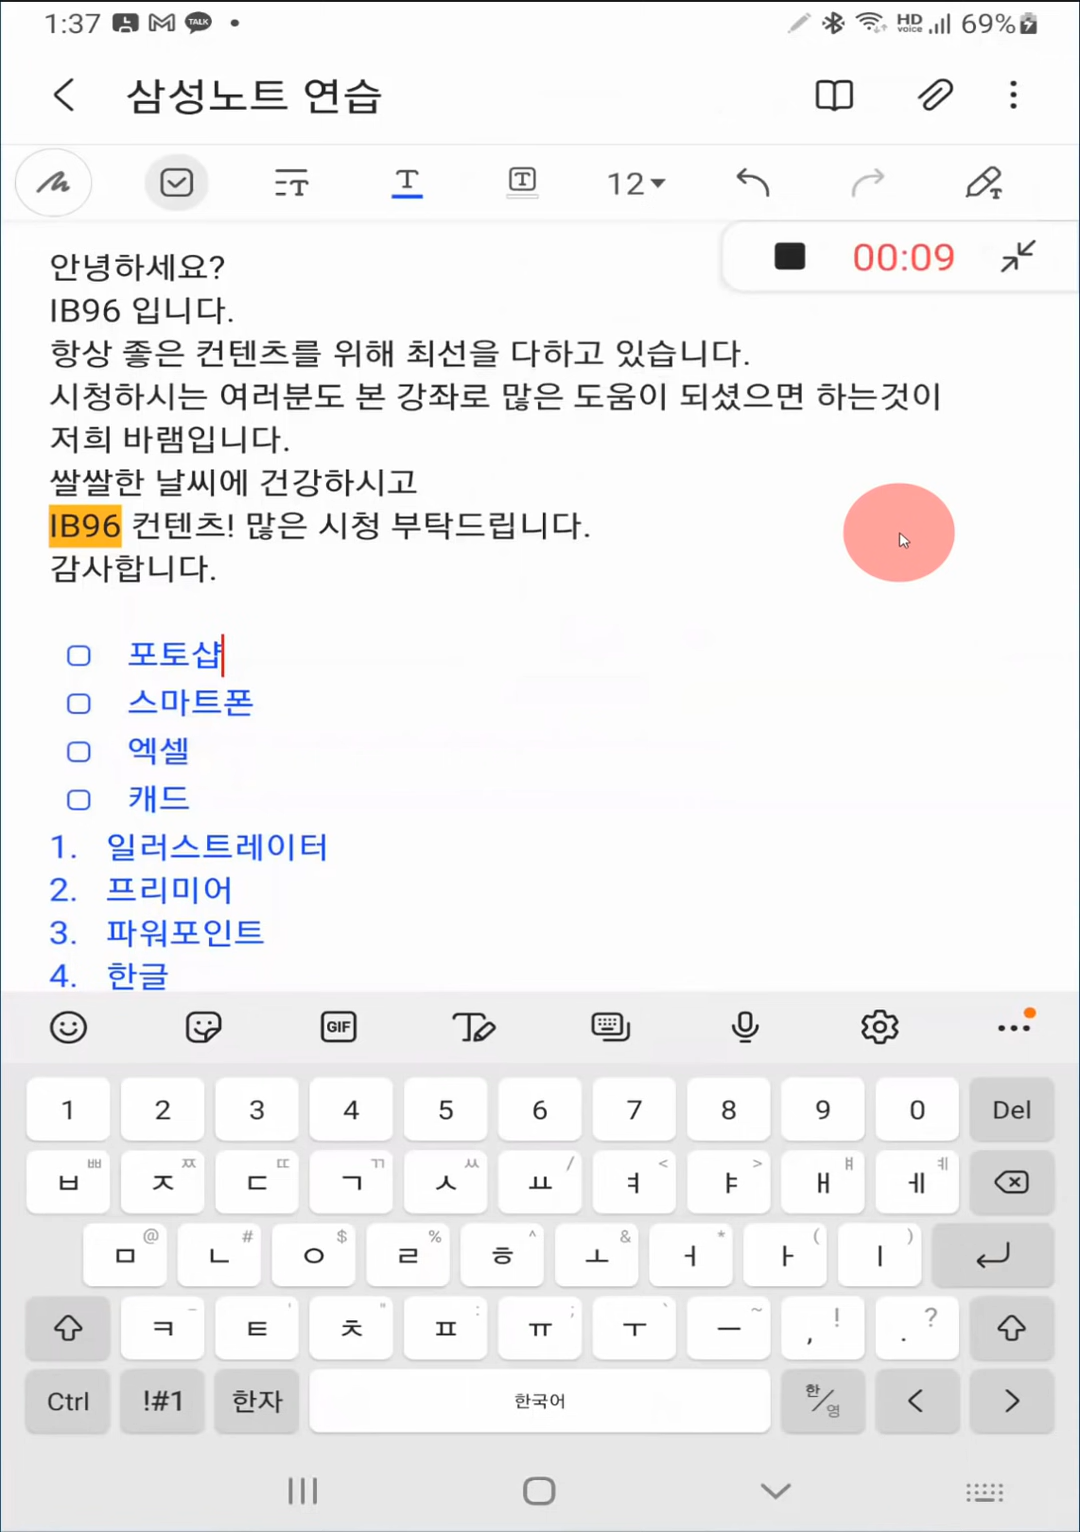 1:37 TALK HD voice 69%
삼성노트 연습
T T T 12 T
00:09
안녕하세요?
IB96 입니다.
항상 좋은 컨텐츠를 위해 최선을 다하고 있습니다.
시청하시는 여러분도 본 강좌로 많은 도움이 되셨으면 하는것이
저희 바램입니다.
쌀쌀한 날씨에 건강하시고
IB96 컨텐츠! 많은 시청 부탁드립니다.
감사합니다.
포토샵
스마트폰
엑셀
캐드
1. 일러스트레이터
2. 프리미어
3. 파워포인트
4. 한글
GIF T
1 2 3 4 5 6 7 8 9 0 Del
ㅂ ㅃ ㅈ ㅉ ㄷ ㄸ ㄱ ㄲ ㅅ ㅆ ㅛ / ㅕ < ㅑ > ㅐ ㅒ ㅔ ㅖ
ㅁ @ ㄴ # ㅇ $ ㄹ % ㅎ ^ ㅗ & ㅓ * ㅏ ( ㅣ )
ㅋ - ㅌ ' ㅊ " ㅍ : ㅠ ; ㅜ ` ㅡ ~ , ! . ?
Ctrl !#1 한자 한국어 한/영 < >